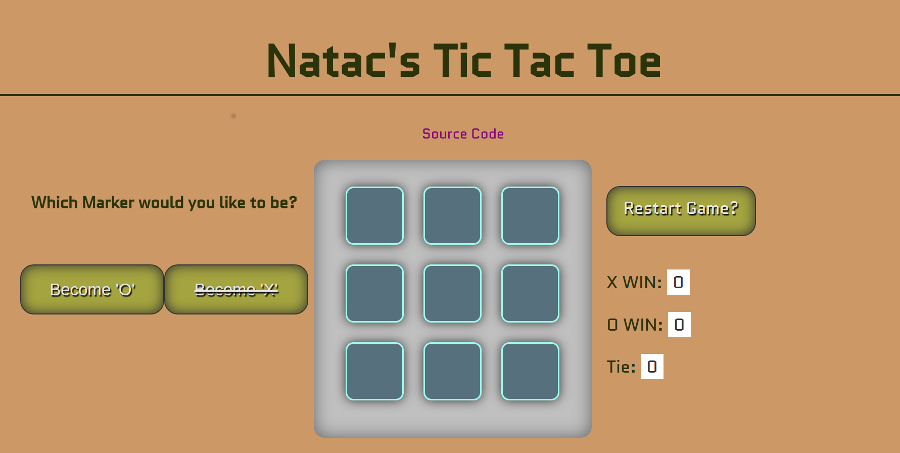 Natac's Tic Tac Toe
Source Code
Which Marker would you like to be?
Become 'O'
Become 'X'
Restart Game?
X WIN: 0
O WIN: 0
Tie: 0